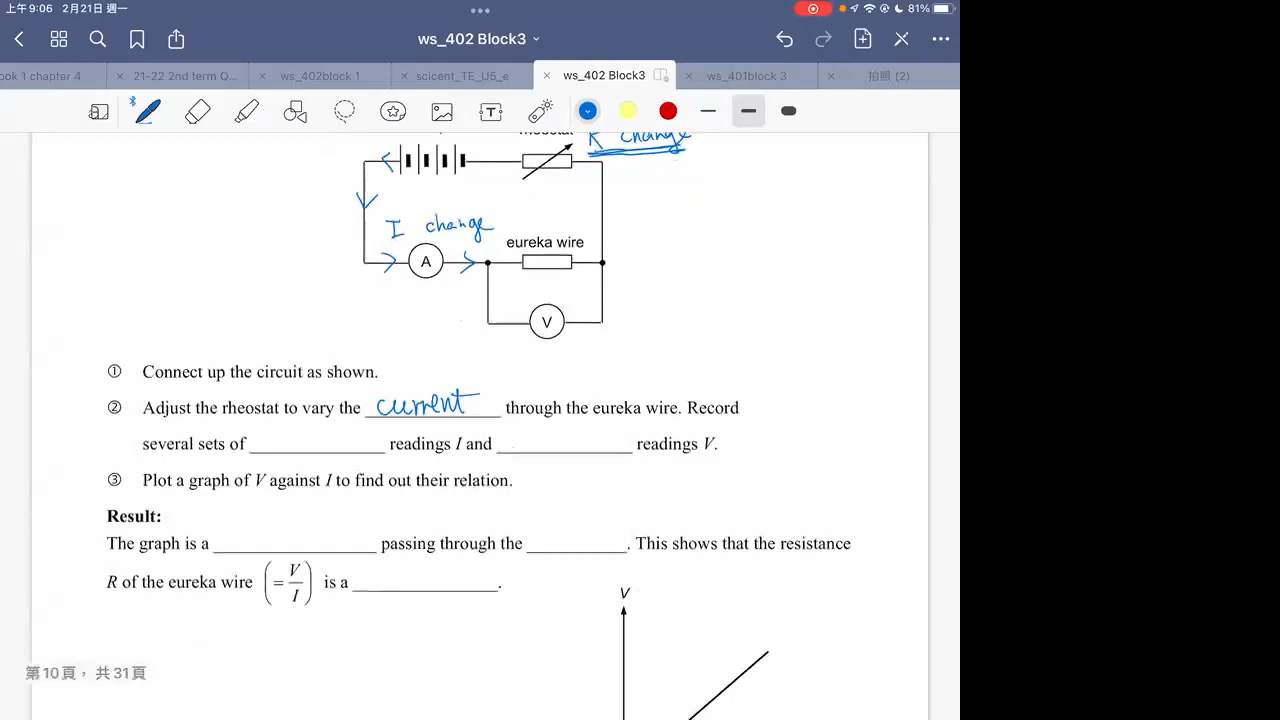 上午9:06 2月21日 週一
81%
ws_402 Block3
ook 1 chapter 4
21-22 2nd term Q...
ws_402block 1
scicent_TE_U5_e
ws_402 Block3
ws_401block 3
拍照 (2)
R change
I change
eureka wire
A
V
① Connect up the circuit as shown.
② Adjust the rheostat to vary the current through the eureka wire. Record
several sets of ______________ readings I and ______________ readings V.
③ Plot a graph of V against I to find out their relation.
Result:
The graph is a _________________ passing through the __________. This shows that the resistance
R of the eureka wire (= V/I) is a _______________.
V
第10頁，共31頁